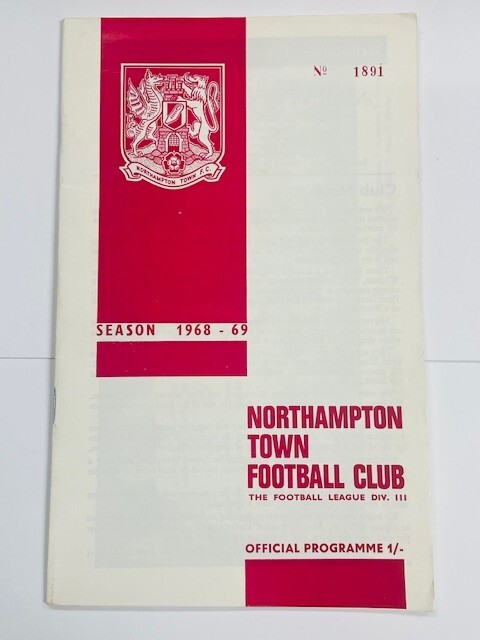 Nº 1891
NORTHAMPTON TOWN F.C.
SEASON 1968 - 69
NORTHAMPTON
TOWN
FOOTBALL CLUB
THE FOOTBALL LEAGUE DIV. III
OFFICIAL PROGRAMME 1/-